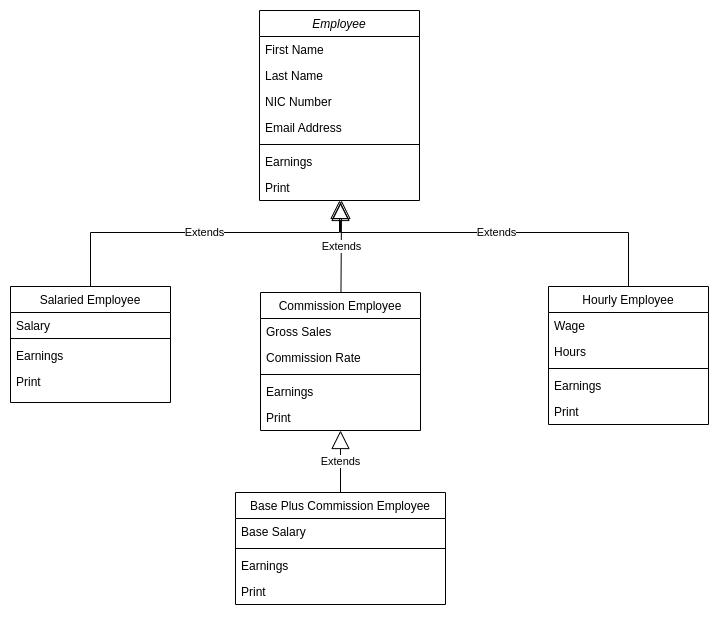 Employee
First Name
Last Name
NIC Number
Email Address
Earnings
Print
Extends
Extends
Extends
Salaried Employee
Salary
Earnings
Print
Commission Employee
Gross Sales
Commission Rate
Earnings
Print
Hourly Employee
Wage
Hours
Earnings
Print
Extends
Base Plus Commission Employee
Base Salary
Earnings
Print